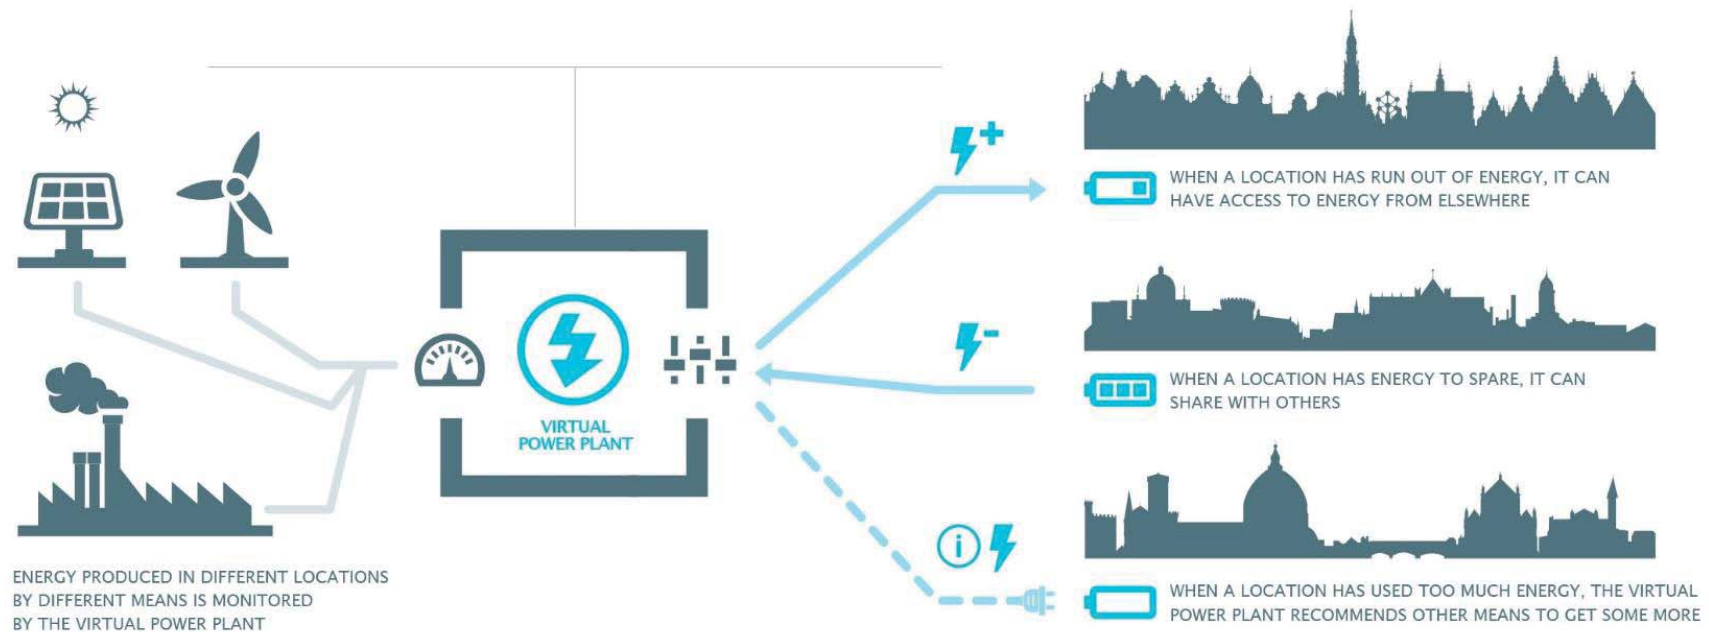 ENERGY PRODUCED IN DIFFERENT LOCATIONS
BY DIFFERENT MEANS IS MONITORED
BY THE VIRTUAL POWER PLANT
VIRTUAL
POWER PLANT
WHEN A LOCATION HAS RUN OUT OF ENERGY, IT CAN
HAVE ACCESS TO ENERGY FROM ELSEWHERE
WHEN A LOCATION HAS ENERGY TO SPARE, IT CAN
SHARE WITH OTHERS
i
WHEN A LOCATION HAS USED TOO MUCH ENERGY, THE VIRTUAL
POWER PLANT RECOMMENDS OTHER MEANS TO GET SOME MORE